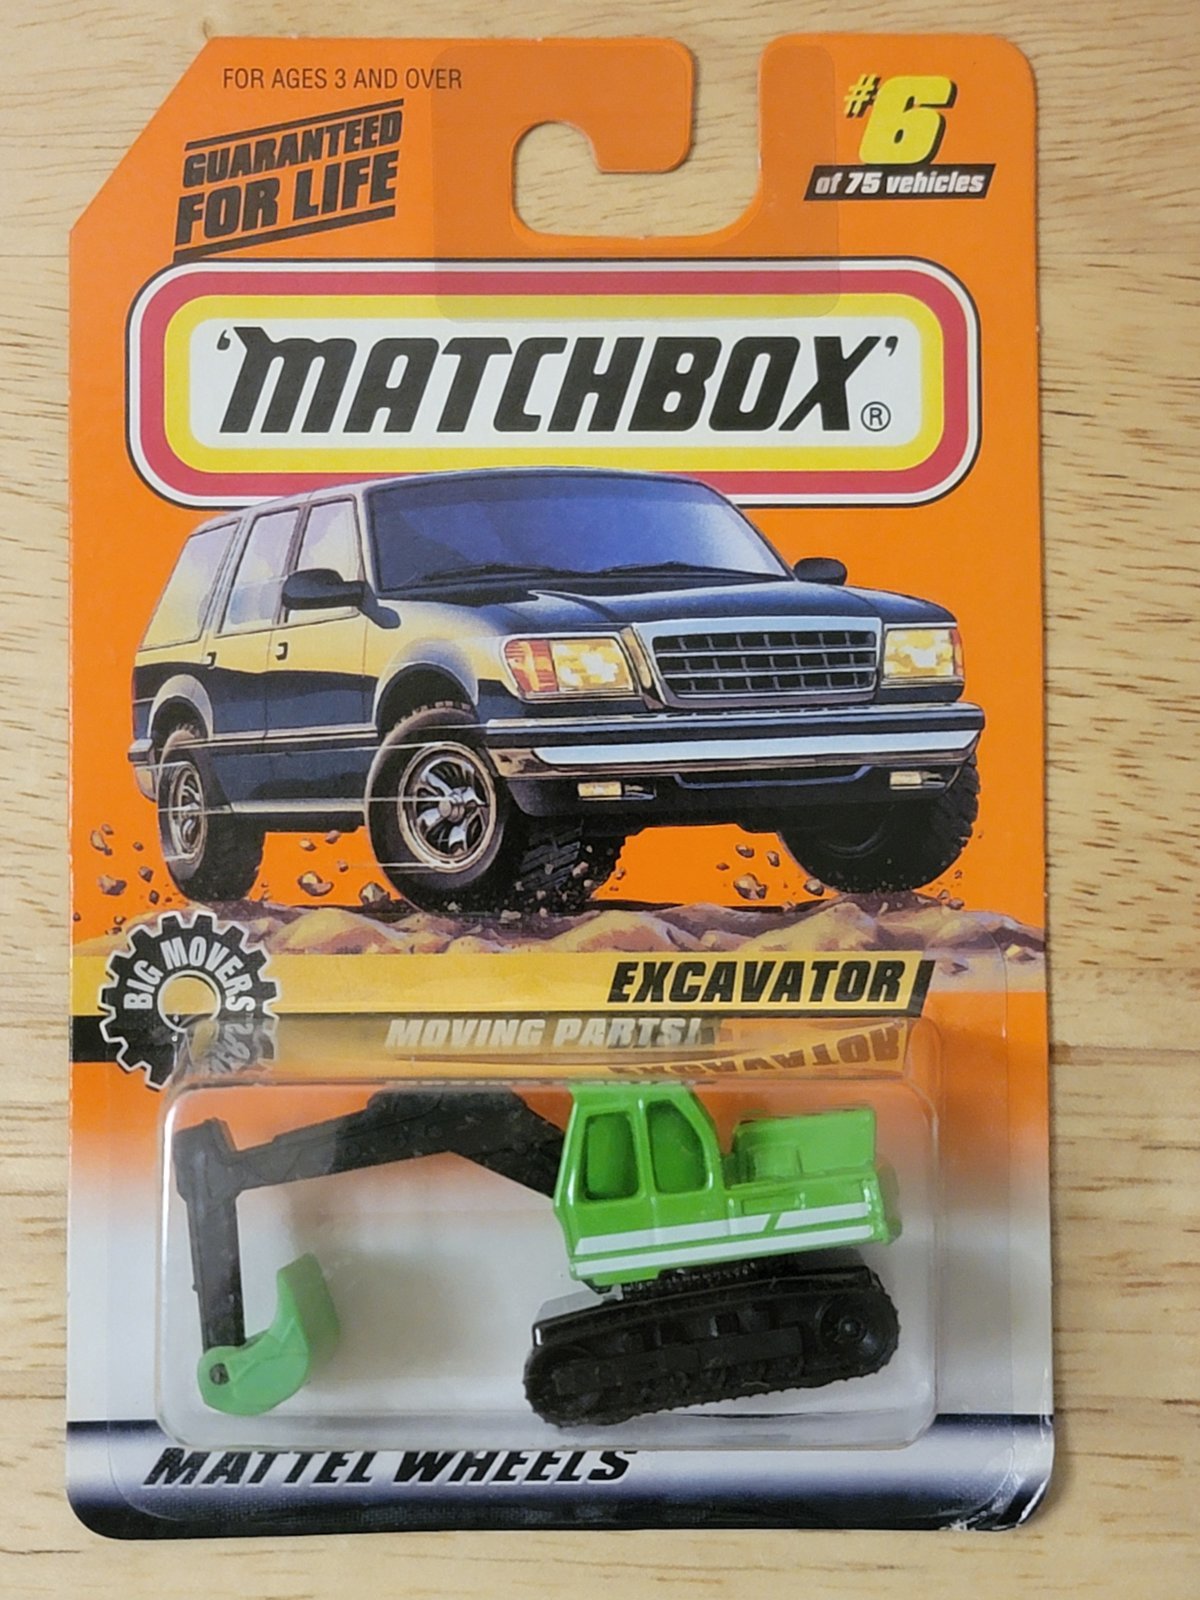 FOR AGES 3 AND OVER
GUARANTEED
FOR LIFE
#6
of 75 vehicles
'MATCHBOX'®
BIG MOVERS
EXCAVATOR
MOVING PARTS!
MATTEL WHEELS